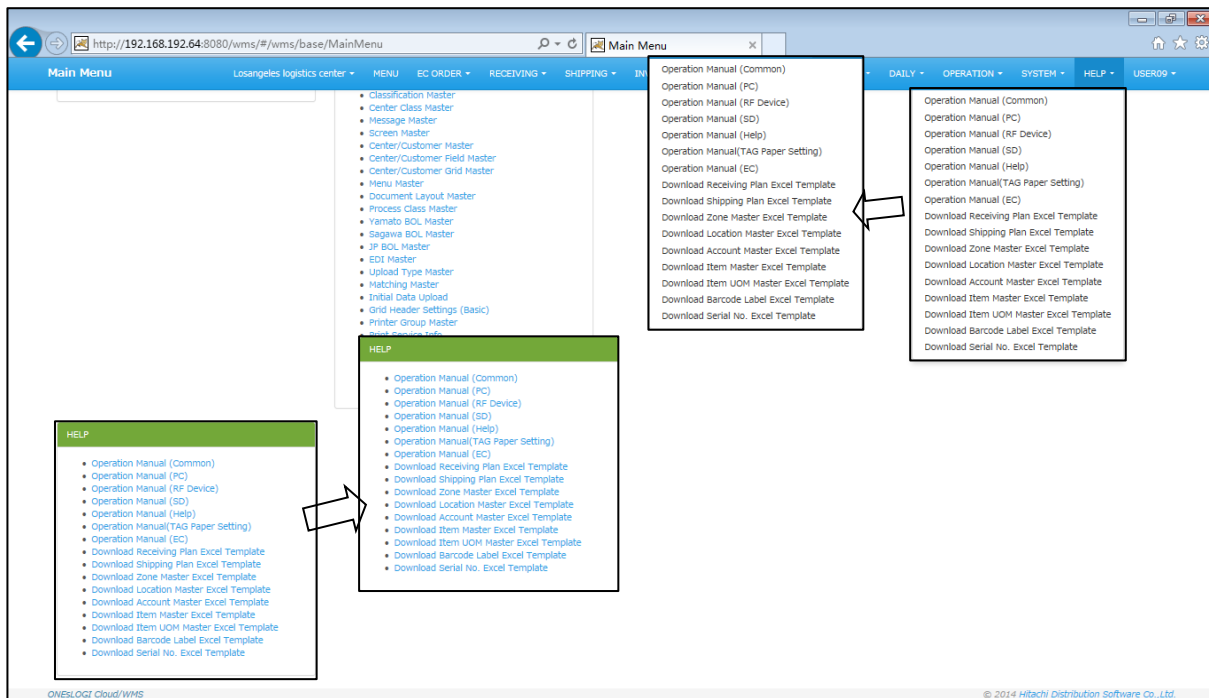 http://192.168.192.64:8080/wms/#/wms/base/MainMenu
Main Menu
Main Menu
Losangeles logistics center
MENU
EC ORDER
RECEIVING
SHIPPING
DAILY
OPERATION
SYSTEM
HELP
USER09
Classification Master
Center Class Master
Message Master
Screen Master
Center/Customer Master
Center/Customer Field Master
Center/Customer Grid Master
Menu Master
Document Layout Master
Process Class Master
Yamato BOL Master
Sagawa BOL Master
JP BOL Master
EDI Master
Upload Type Master
Matching Master
Initial Data Upload
Grid Header Settings (Basic)
Printer Group Master
Print Service Info
Operation Manual (Common)
Operation Manual (PC)
Operation Manual (RF Device)
Operation Manual (SD)
Operation Manual (Help)
Operation Manual(TAG Paper Setting)
Operation Manual (EC)
Download Receiving Plan Excel Template
Download Shipping Plan Excel Template
Download Zone Master Excel Template
Download Location Master Excel Template
Download Account Master Excel Template
Download Item Master Excel Template
Download Item UOM Master Excel Template
Download Barcode Label Excel Template
Download Serial No. Excel Template
Operation Manual (Common)
Operation Manual (PC)
Operation Manual (RF Device)
Operation Manual (SD)
Operation Manual (Help)
Operation Manual(TAG Paper Setting)
Operation Manual (EC)
Download Receiving Plan Excel Template
Download Shipping Plan Excel Template
Download Zone Master Excel Template
Download Location Master Excel Template
Download Account Master Excel Template
Download Item Master Excel Template
Download Item UOM Master Excel Template
Download Barcode Label Excel Template
Download Serial No. Excel Template
HELP
Operation Manual (Common)
Operation Manual (PC)
Operation Manual (RF Device)
Operation Manual (SD)
Operation Manual (Help)
Operation Manual(TAG Paper Setting)
Operation Manual (EC)
Download Receiving Plan Excel Template
Download Shipping Plan Excel Template
Download Zone Master Excel Template
Download Location Master Excel Template
Download Account Master Excel Template
Download Item Master Excel Template
Download Item UOM Master Excel Template
Download Barcode Label Excel Template
Download Serial No. Excel Template
HELP
Operation Manual (Common)
Operation Manual (PC)
Operation Manual (RF Device)
Operation Manual (SD)
Operation Manual (Help)
Operation Manual(TAG Paper Setting)
Operation Manual (EC)
Download Receiving Plan Excel Template
Download Shipping Plan Excel Template
Download Zone Master Excel Template
Download Location Master Excel Template
Download Account Master Excel Template
Download Item Master Excel Template
Download Item UOM Master Excel Template
Download Barcode Label Excel Template
Download Serial No. Excel Template
ONEsLOGI Cloud/WMS
© 2014 Hitachi Distribution Software Co.,Ltd.